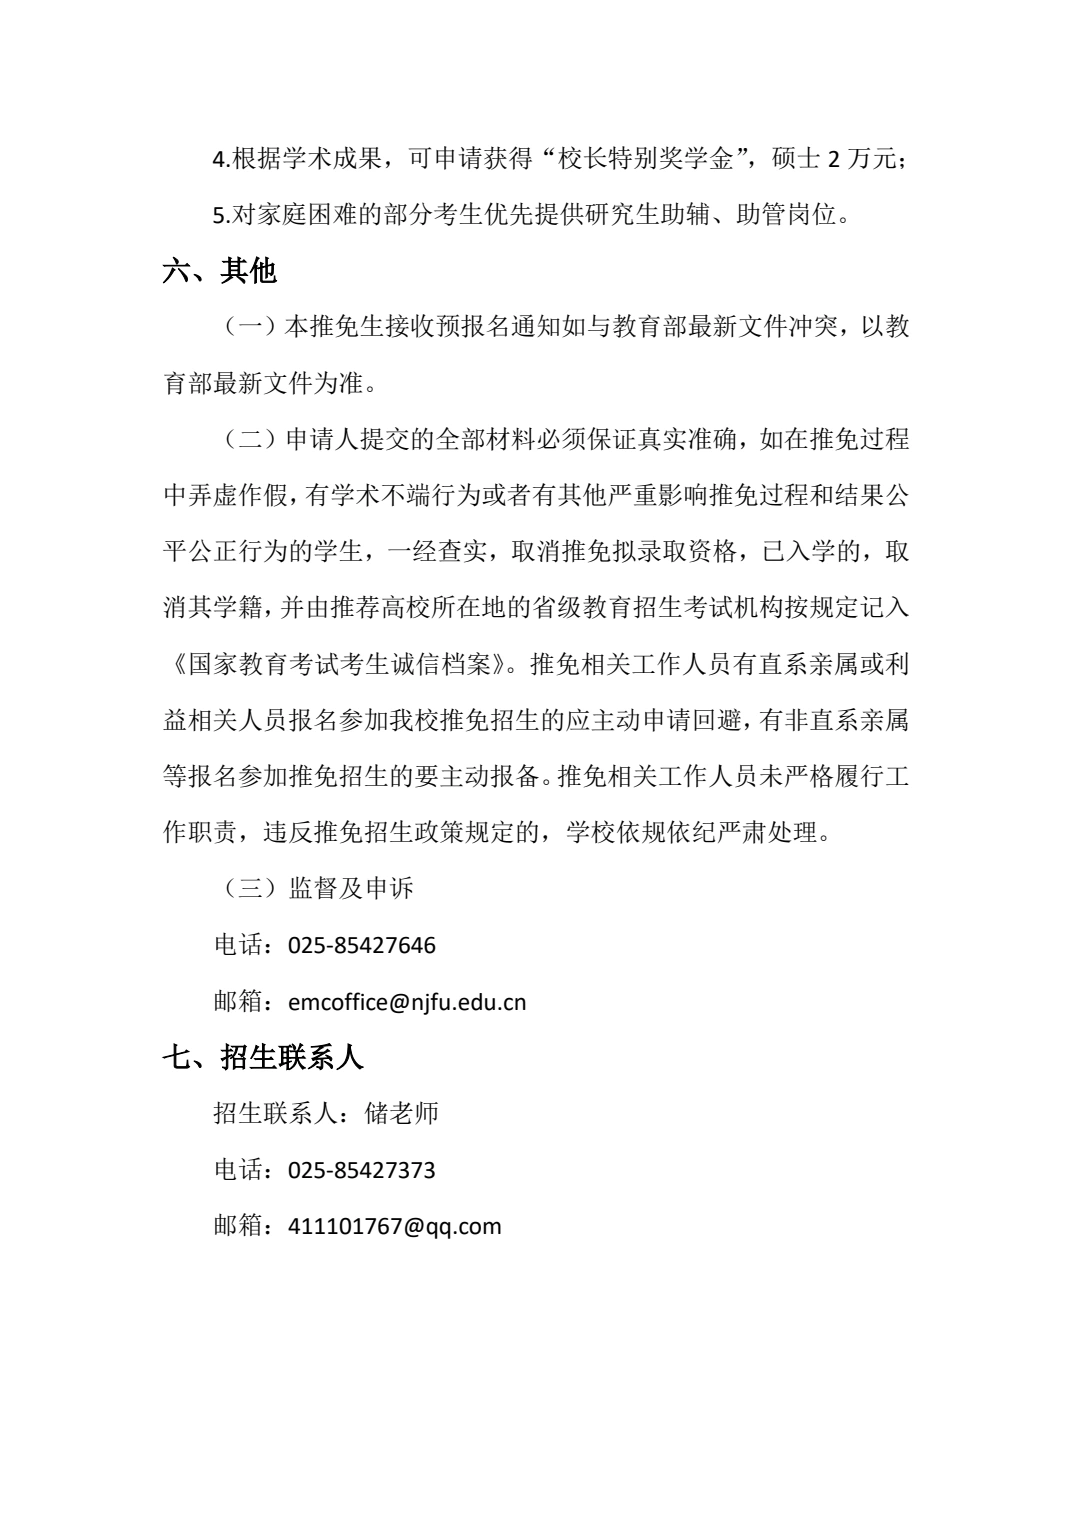 4.根据学术成果，可申请获得“校长特别奖学金”，硕士 2 万元；
5.对家庭困难的部分考生优先提供研究生助辅、助管岗位。
六、其他
（一）本推免生接收预报名通知如与教育部最新文件冲突，以教
育部最新文件为准。
（二）申请人提交的全部材料必须保证真实准确，如在推免过程
中弄虚作假，有学术不端行为或者有其他严重影响推免过程和结果公
平公正行为的学生，一经查实，取消推免拟录取资格，已入学的，取
消其学籍，并由推荐高校所在地的省级教育招生考试机构按规定记入
《国家教育考试考生诚信档案》。推免相关工作人员有直系亲属或利
益相关人员报名参加我校推免招生的应主动申请回避，有非直系亲属
等报名参加推免招生的要主动报备。推免相关工作人员未严格履行工
作职责，违反推免招生政策规定的，学校依规依纪严肃处理。
（三）监督及申诉
电话：025-85427646
邮箱：emcoffice@njfu.edu.cn
七、招生联系人
招生联系人：储老师
电话：025-85427373
邮箱：411101767@qq.com